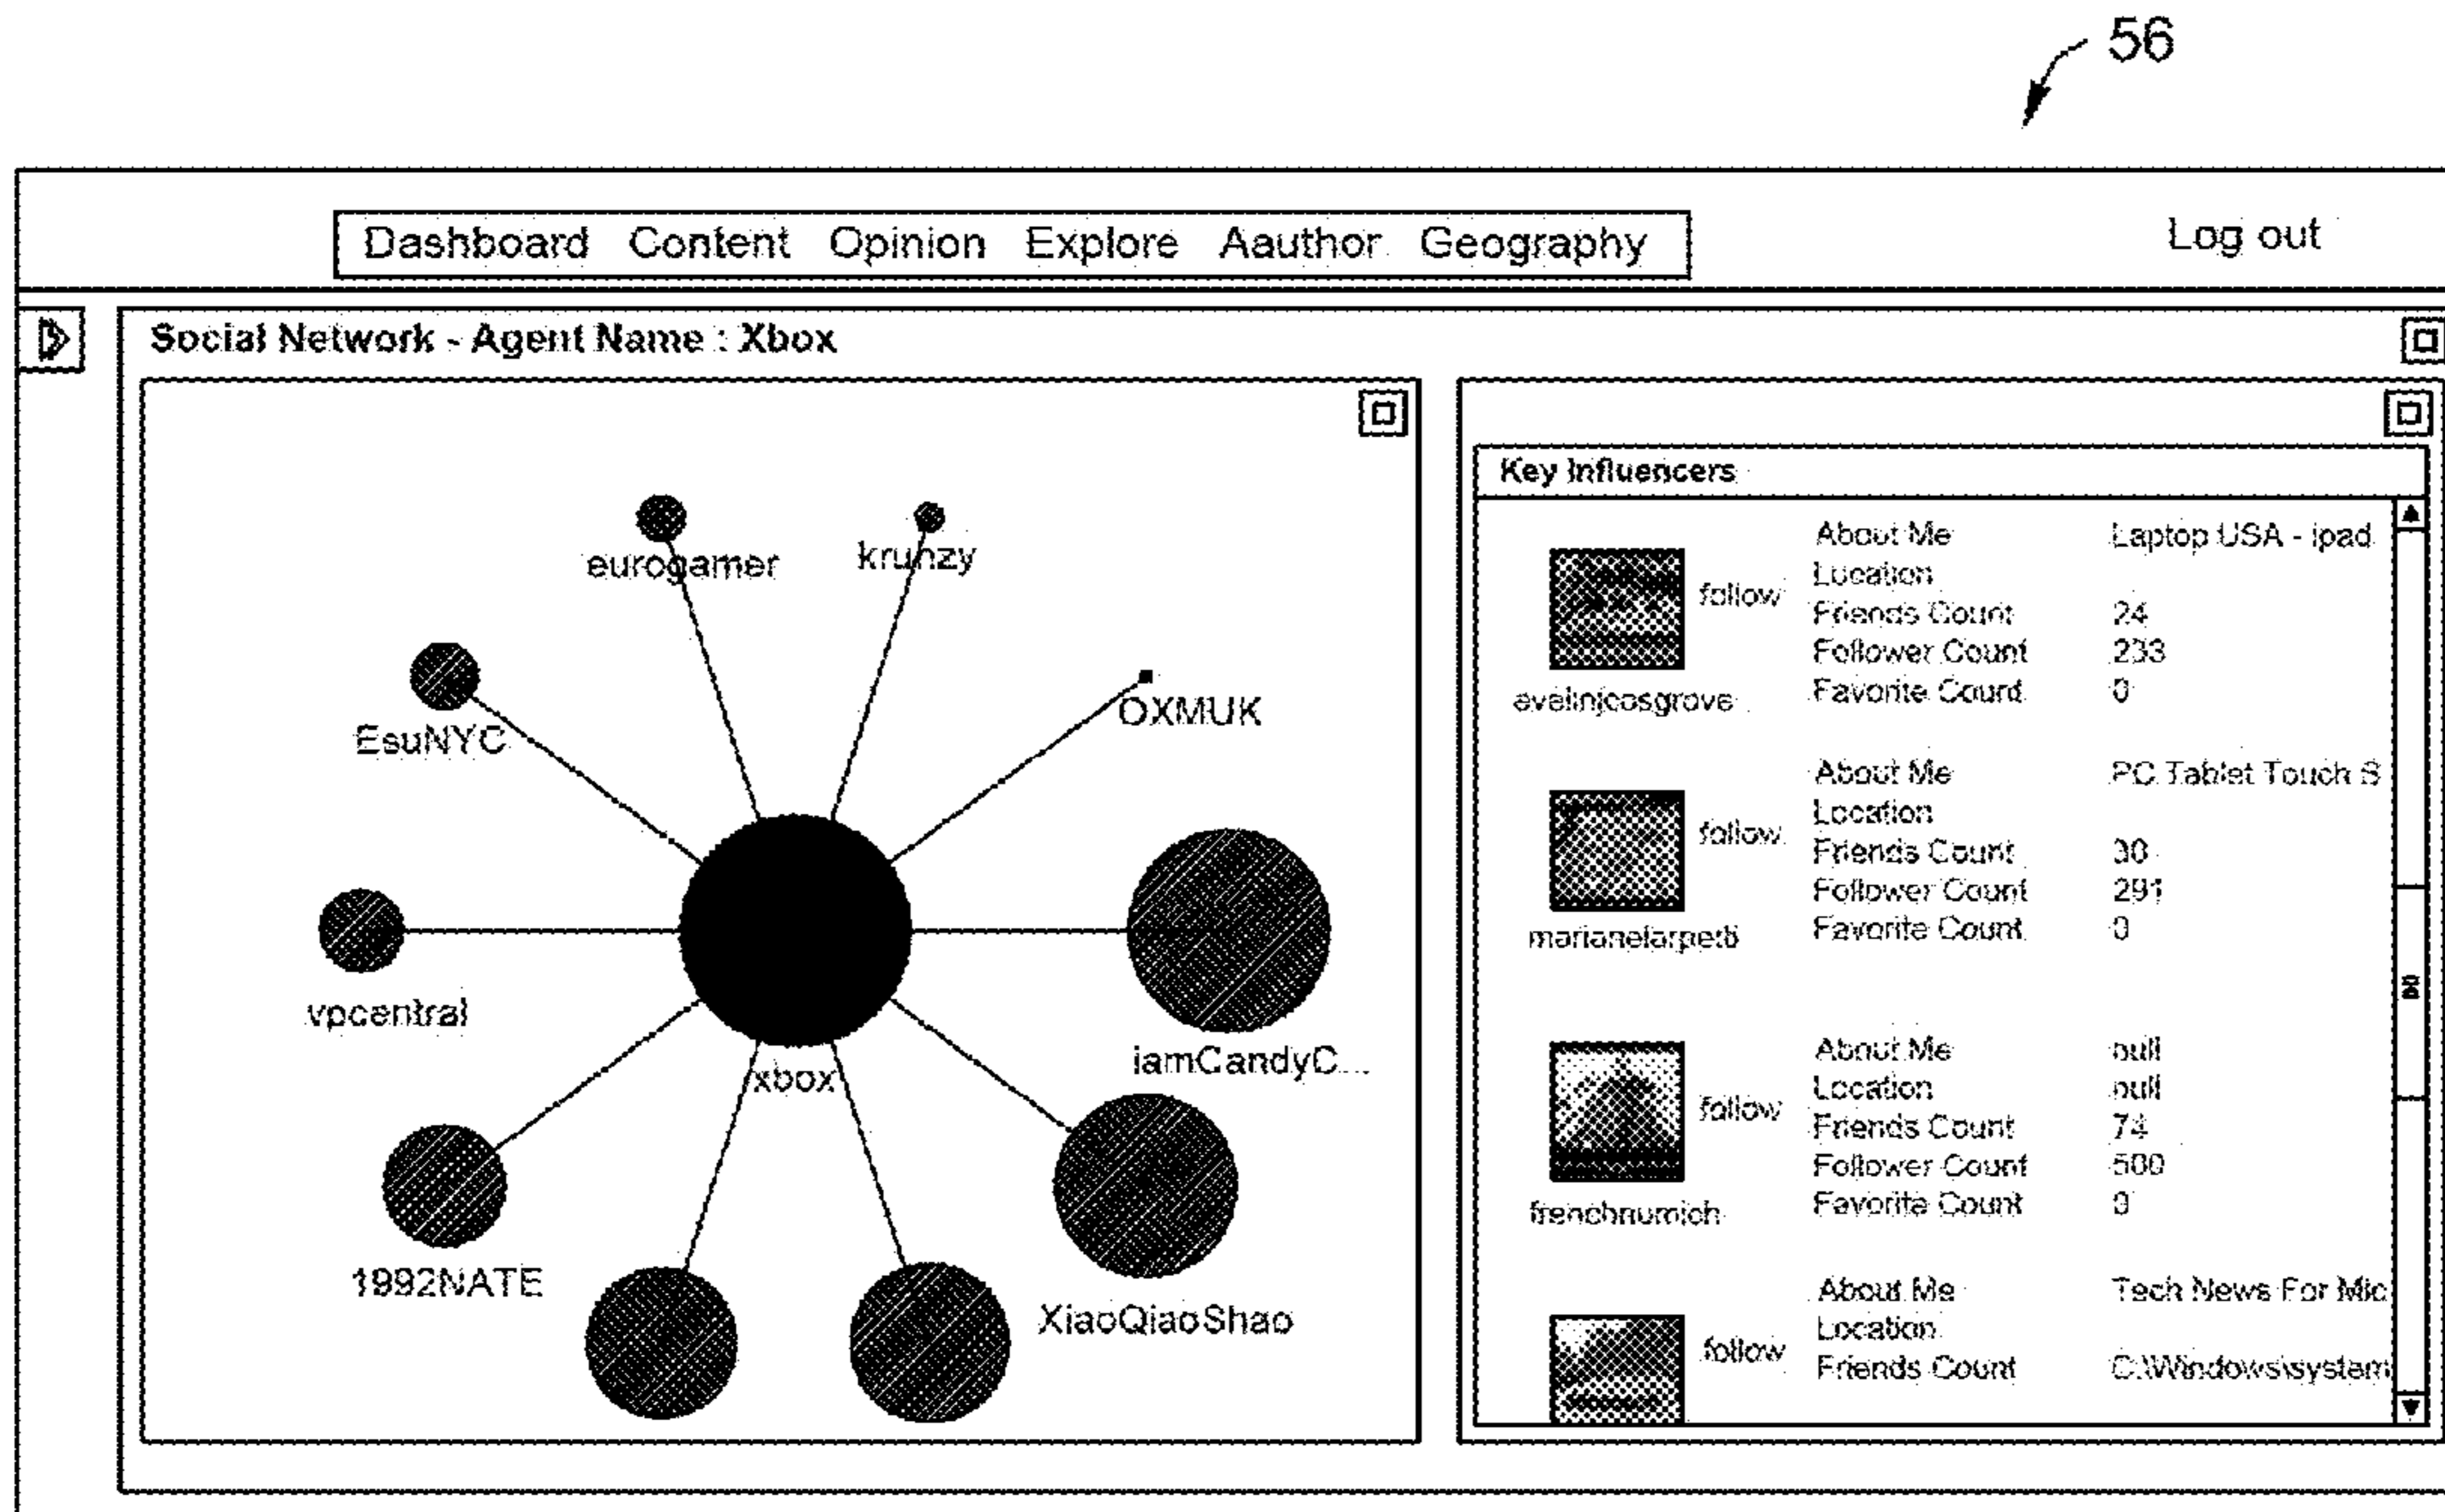 56
Dashboard Content Opinion Explore Aauthor Geography
Log out
Social Network - Agent Name : Xbox
eurogamer
krunzy
OXMUK
EsuNYC
vpcentral
xbox
iamCandyC...
1992NATE
XiaoQiaoShao
Key Influencers
follow
About Me Laptop USA - ipad
Location
Friends Count 24
Follower Count 233
Favorite Count 0
evelinjcosgrove
follow
About Me PC Tablet Touch S
Location
Friends Count 30
Follower Count 291
Favorite Count 0
follow
About Me null
Location null
Friends Count 74
Follower Count 500
Favorite Count 0
follow
About Me Tech News For Mic
Location
Friends Count C:\Windows\system